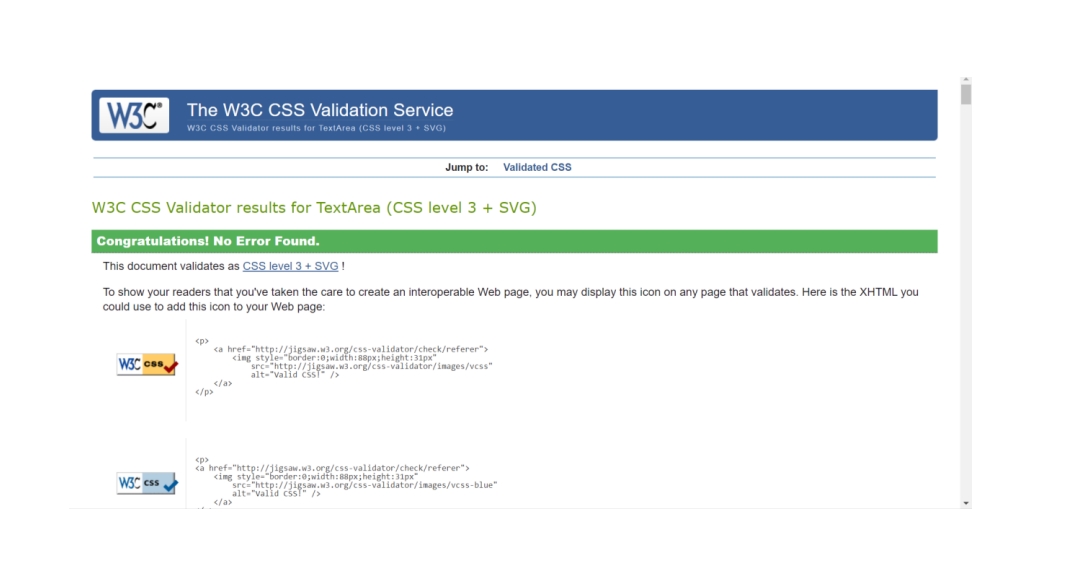 W3C®
The W3C CSS Validation Service
W3C CSS Validator results for TextArea (CSS level 3 + SVG)
Jump to: Validated CSS
W3C CSS Validator results for TextArea (CSS level 3 + SVG)
Congratulations! No Error Found.
This document validates as CSS level 3 + SVG !
To show your readers that you've taken the care to create an interoperable Web page, you may display this icon on any page that validates. Here is the XHTML you
could use to add this icon to your Web page:
W3C css
<p>
<a href="http://jigsaw.w3.org/css-validator/check/referer">
<img style="border:0;width:88px;height:31px"
src="http://jigsaw.w3.org/css-validator/images/vcss"
alt="Valid CSS!" />
</a>
</p>
W3C css
<p>
<a href="http://jigsaw.w3.org/css-validator/check/referer">
<img style="border:0;width:88px;height:31px"
src="http://jigsaw.w3.org/css-validator/images/vcss-blue"
alt="Valid CSS!" />
</a>